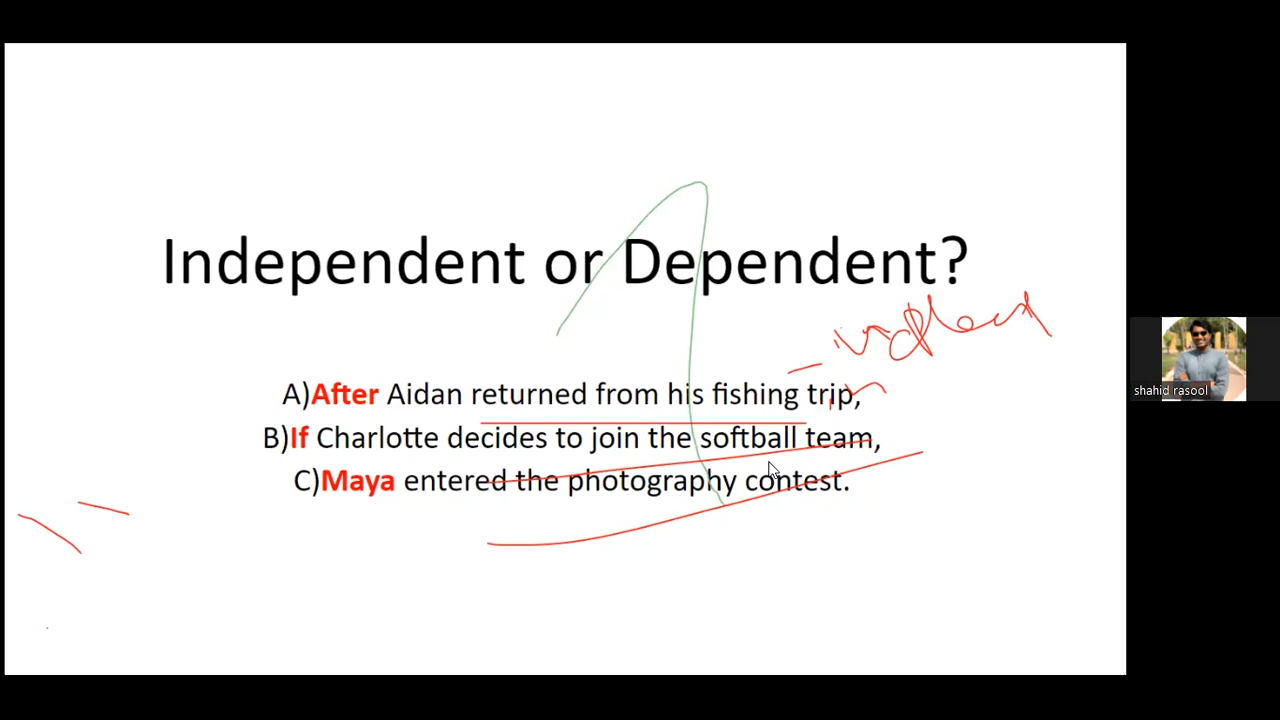 Independent or Dependent?
A)After Aidan returned from his fishing trip,
B)If Charlotte decides to join the softball team,
C)Maya entered the photography contest.
shahid rasool